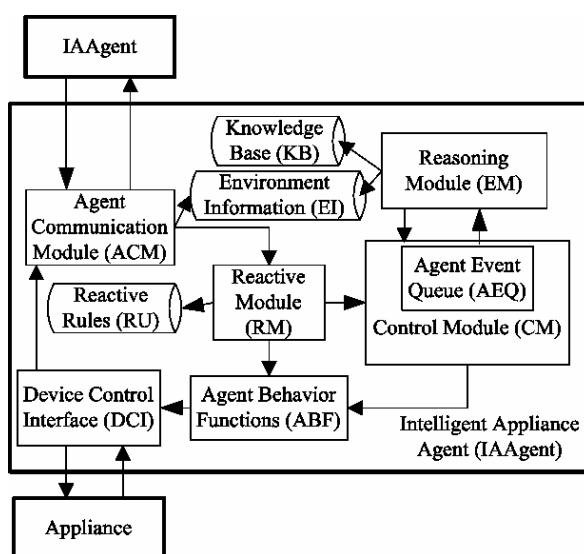 IAAgent
Knowledge
Base (KB)
Reasoning
Module (EM)
Environment
Information (EI)
Agent
Communication
Module (ACM)
Agent Event
Queue (AEQ)
Control Module (CM)
Reactive
Module
(RM)
Reactive
Rules (RU)
Device Control
Interface (DCI)
Agent Behavior
Functions (ABF)
Intelligent Appliance
Agent (IAAgent)
Appliance